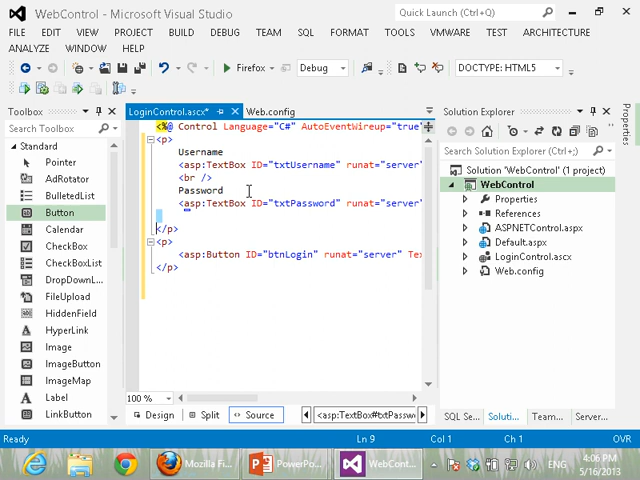 WebControl - Microsoft Visual Studio
Quick Launch (Ctrl+Q)
FILE EDIT VIEW PROJECT BUILD DEBUG TEAM SQL FORMAT TOOLS VMWARE TEST ARCHITECTURE
ANALYZE WINDOW HELP
Firefox Debug DOCTYPE: HTML5
Toolbox
Search Toolbox
Standard
Pointer
AdRotator
BulletedList
Button
Calendar
CheckBox
CheckBoxList
DropDownL
FileUpload
HiddenField
HyperLink
Image
ImageButton
ImageMap
Label
LinkButton
LoginControl.ascx* Web.config
<%@ Control Language="C#" AutoEventWireup="true"
<p>
Username
<asp:TextBox ID="txtUsername" runat="server"
<br />
Password
<asp:TextBox ID="txtPassword" runat="server"
</p>
<p>
<asp:Button ID="btnLogin" runat="server" Te
</p>
100 %
Design Split Source <asp:TextBox#txtPassw
Solution Explorer
Search Solution Explorer
Solution 'WebControl' (1 project)
WebControl
Properties
References
ASPNETControl.aspx
Default.aspx
LoginControl.ascx
Web.config
SQL Se... Soluti... Team... Server...
Properties
Ready Ln 9 Col 1 Ch 1 OVR
Mozilla Fi... PowerPo... WebCont...
4:06 PM
5/16/2013